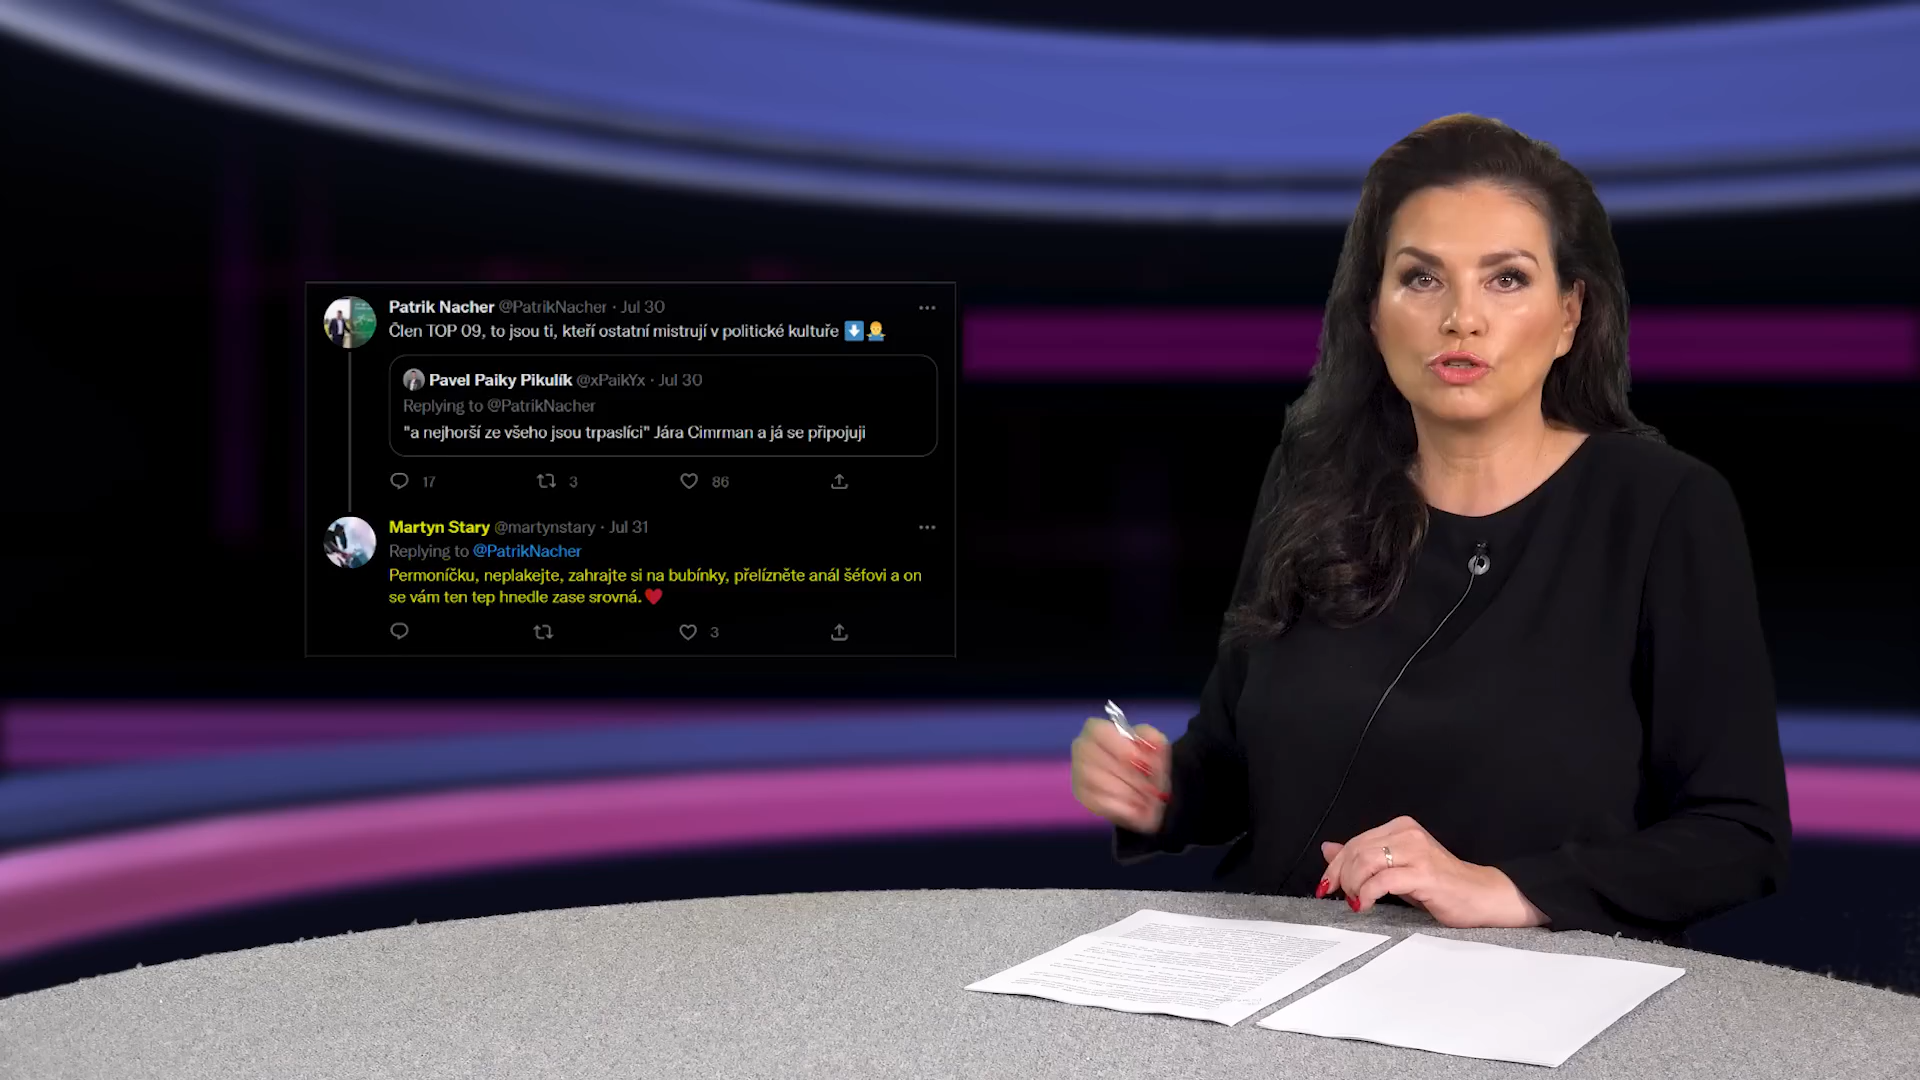 Patrik Nacher @PatrikNacher · Jul 30
Člen TOP 09, to jsou ti, kteří ostatní mistrují v politické kultuře ⬇️🤦
Pavel Paiky Pikulík @xPaikYx · Jul 30
Replying to @PatrikNacher
"a nejhorší ze všeho jsou trpaslíci" Jára Cimrman a já se připojuji
17 3 86
Martyn Stary @martynstary · Jul 31
Replying to @PatrikNacher
Permoníčku, neplakejte, zahrajte si na bubínky, přelízněte anál šéfovi a on
se vám ten tep hnedle zase srovná.❤️
3